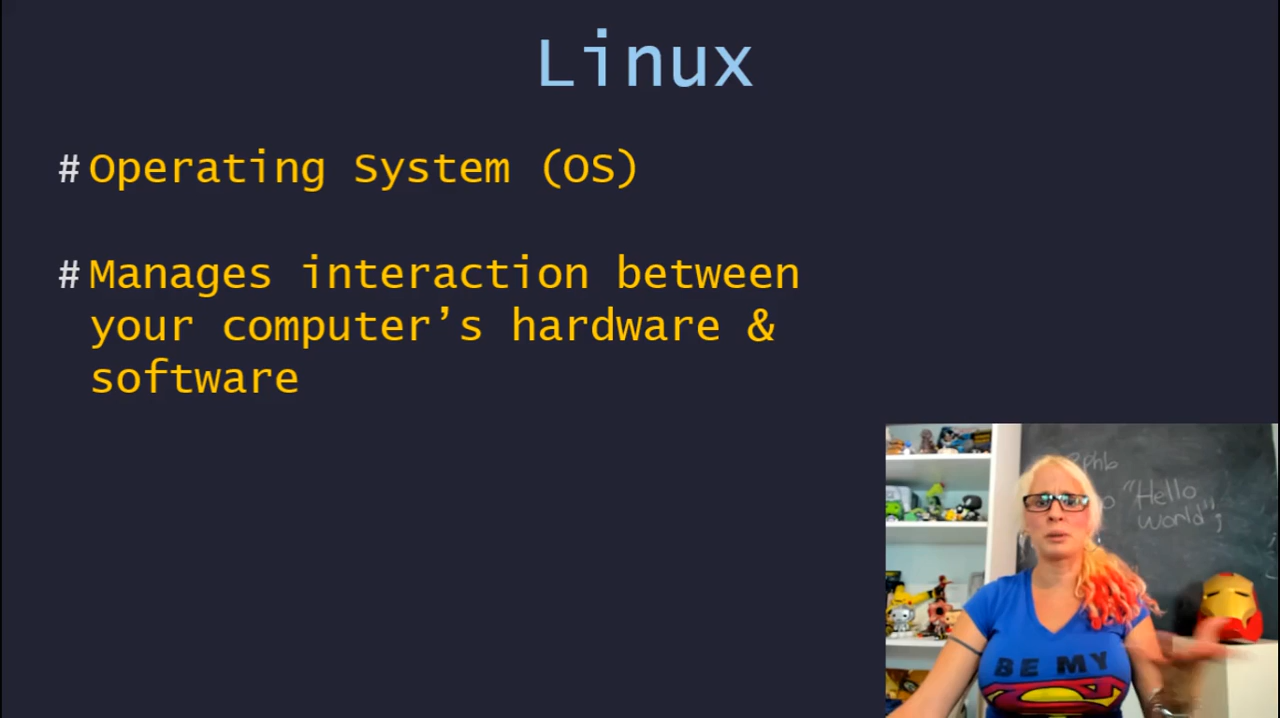 Linux
# Operating System (OS)
# Manages interaction between
your computer’s hardware &
software
"Hello
world";
BE MY